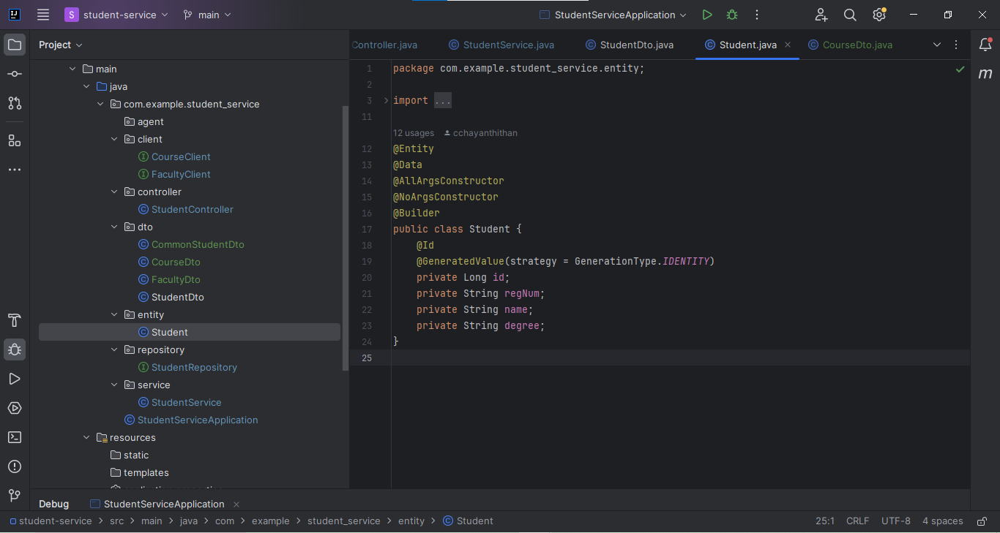 S student-service main StudentServiceApplication
Project
Controller.java StudentService.java StudentDto.java Student.java CourseDto.java
main
java
com.example.student_service
agent
client
CourseClient
FacultyClient
controller
StudentController
dto
CommonStudentDto
CourseDto
FacultyDto
StudentDto
entity
Student
repository
StudentRepository
service
StudentService
StudentServiceApplication
resources
static
templates
1 package com.example.student_service.entity;
2
3 import ...
11
12 usages cchayanthithan
12 @Entity
13 @Data
14 @AllArgsConstructor
15 @NoArgsConstructor
16 @Builder
17 public class Student {
18 @Id
19 @GeneratedValue(strategy = GenerationType.IDENTITY)
20 private Long id;
21 private String regNum;
22 private String name;
23 private String degree;
24 }
25
m
Debug StudentServiceApplication
student-service > src > main > java > com > example > student_service > entity > Student 25:1 CRLF UTF-8 4 spaces